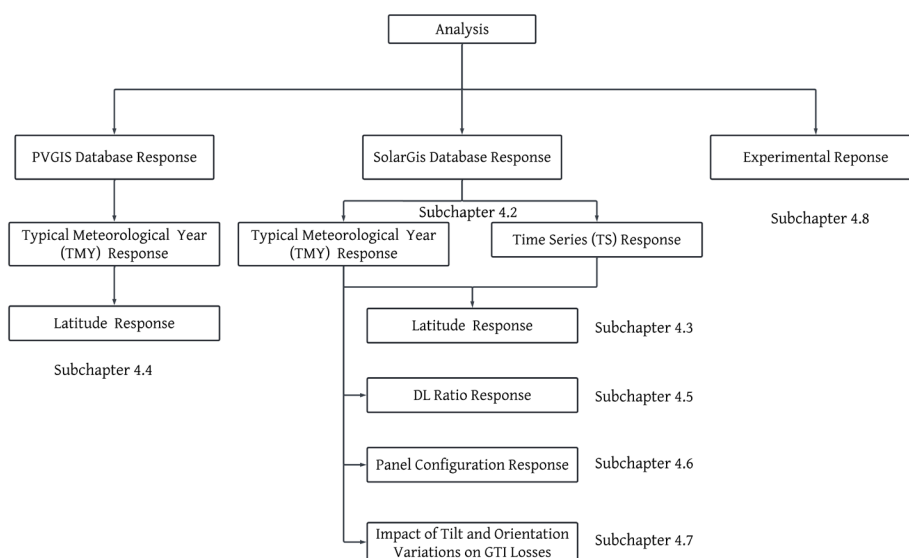 Analysis
PVGIS Database Response
SolarGis Database Response
Experimental Reponse
Subchapter 4.2
Subchapter 4.8
Typical Meteorological Year
(TMY) Response
Typical Meteorological Year
(TMY) Response
Time Series (TS) Response
Latitude Response
Latitude Response
Subchapter 4.3
Subchapter 4.4
DL Ratio Response
Subchapter 4.5
Panel Configuration Response
Subchapter 4.6
Impact of Tilt and Orientation
Variations on GTI Losses
Subchapter 4.7